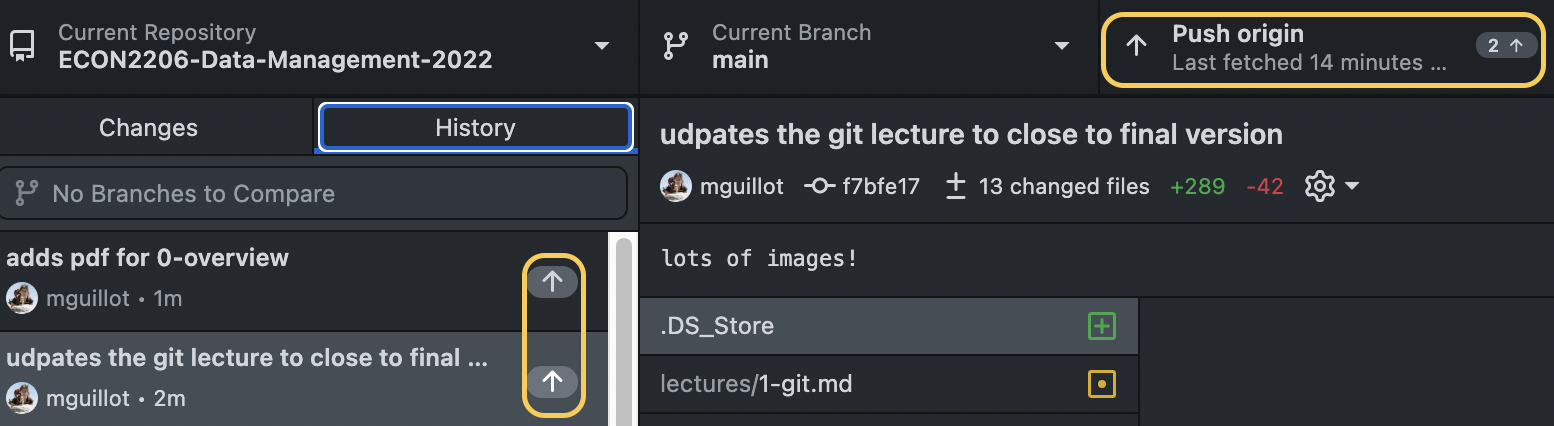 Current Repository
ECON2206-Data-Management-2022
Current Branch
main
Push origin
Last fetched 14 minutes ...
2
Changes
History
No Branches to Compare
adds pdf for 0-overview
mguillot • 1m
udpates the git lecture to close to final ...
mguillot • 2m
udpates the git lecture to close to final version
mguillot f7bfe17 13 changed files +289 -42
lots of images!
.DS_Store
lectures/1-git.md